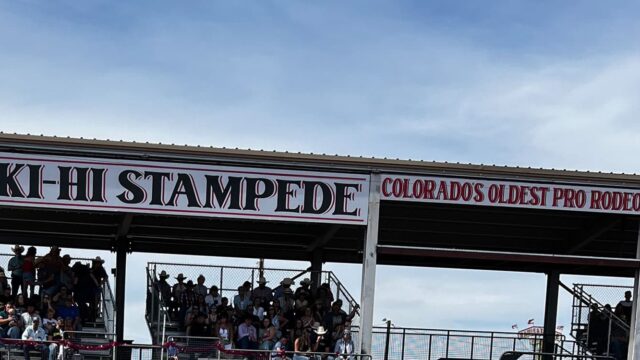 KI-HI STAMPEDE
COLORADO'S OLDEST PRO RODEO